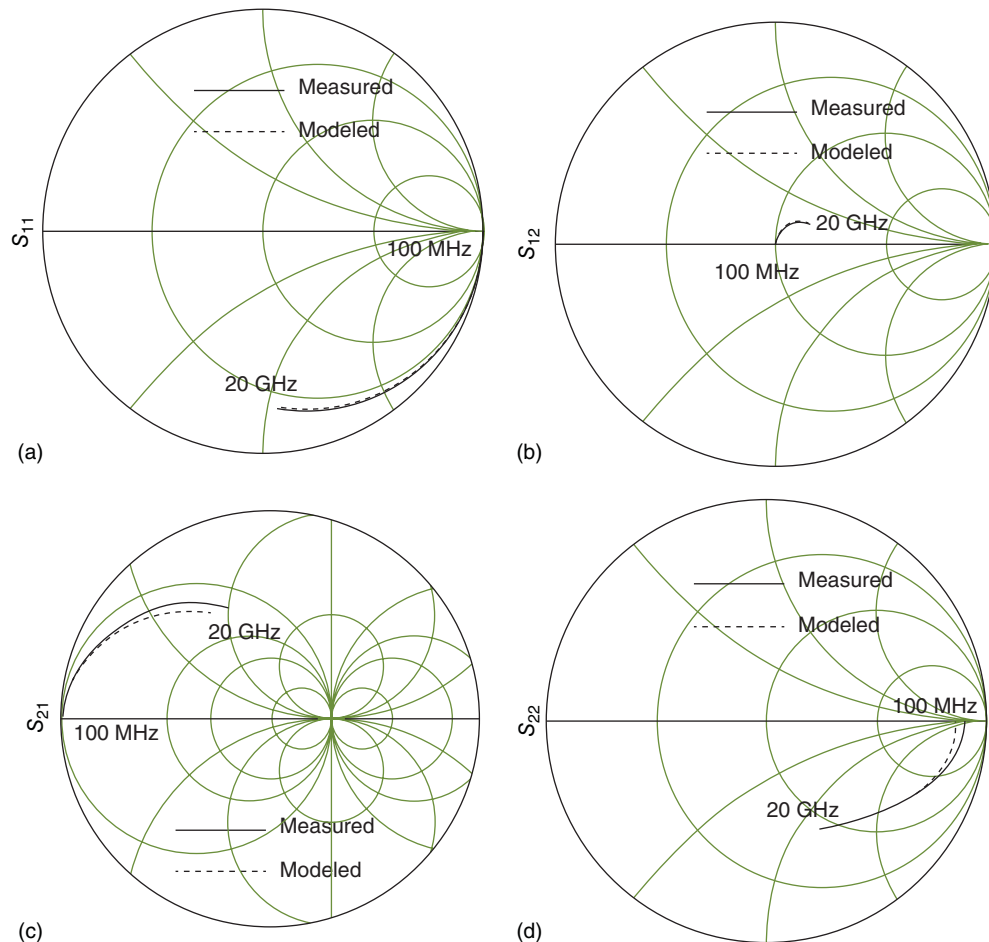 Measured
Modeled
S11
100 MHz
20 GHz
(a)
Measured
Modeled
S12
20 GHz
100 MHz
(b)
S21
20 GHz
100 MHz
Measured
Modeled
(c)
Measured
Modeled
S222
100 MHz
20 GHz
(d)